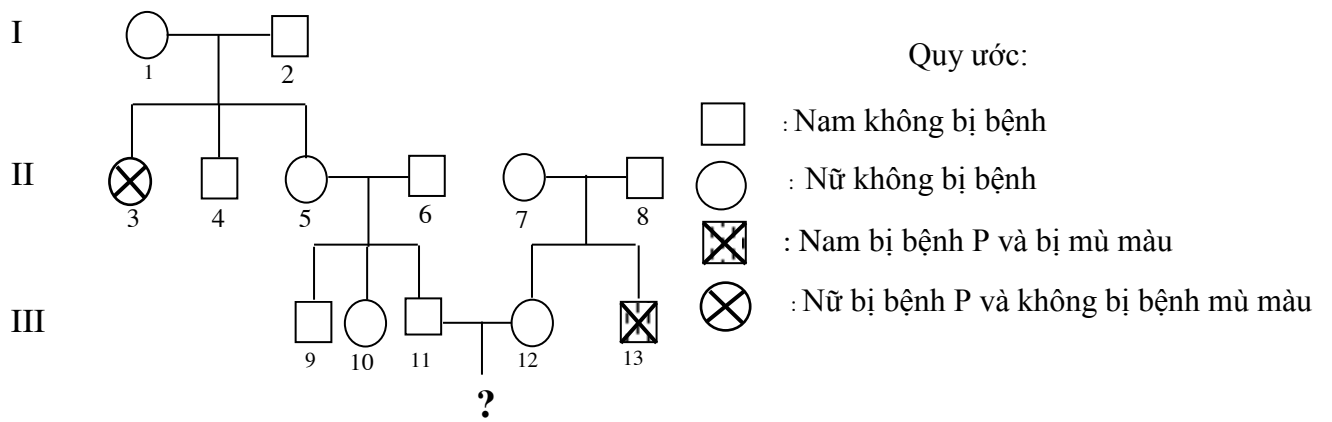 I
1
2
Quy ước:
: Nam không bị bệnh
II
3
4
5
6
7
8
: Nữ không bị bệnh
: Nam bị bệnh P và bị mù màu
: Nữ bị bệnh P và không bị bệnh mù màu
III
9
10
11
12
13
?